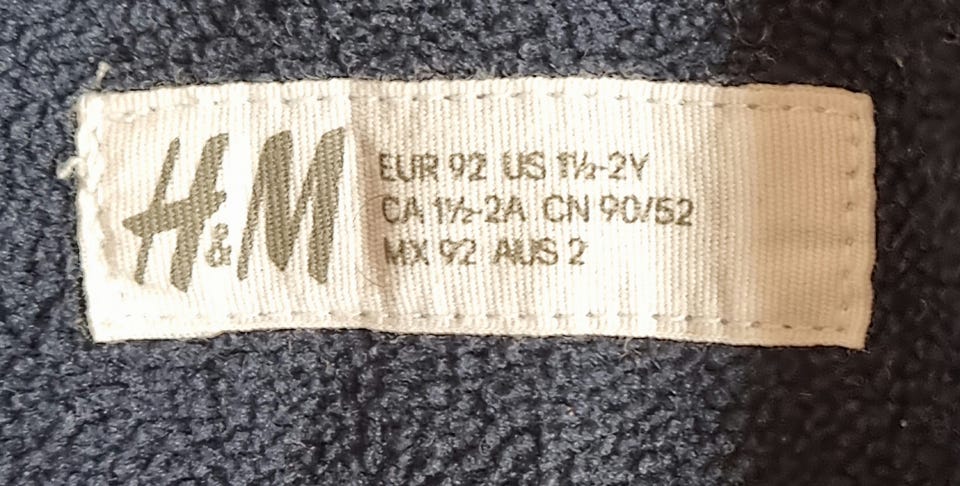 H&M
EUR 92 US 1½-2Y
CA 1½-2A CN 90/52
MX 92 AUS 2